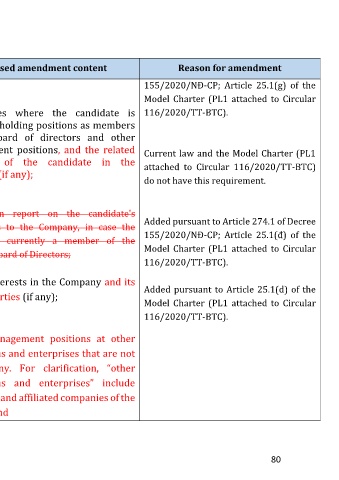 sed amendment content
Reason for amendment
es where the candidate is
holding positions as members
ard of directors and other
ent positions, and the related
of the candidate in the
(if any);
n report on the candidate's
to the Company, in case the
currently a member of the
oard of Directors;
erests in the Company and its
rties (if any);
nagement positions at other
s and enterprises that are not
ny. For clarification, “other
ns and enterprises” include
and affiliated companies of the
nd
155/2020/NĐ-CP; Article 25.1(g) of the
Model Charter (PL1 attached to Circular
116/2020/TT-BTC).
Current law and the Model Charter (PL1
attached to Circular 116/2020/TT-BTC)
do not have this requirement.
Added pursuant to Article 274.1 of Decree
155/2020/NĐ-CP; Article 25.1(d) of the
Model Charter (PL1 attached to Circular
116/2020/TT-BTC).
Added pursuant to Article 25.1(d) of the
Model Charter (PL1 attached to Circular
116/2020/TT-BTC).
80